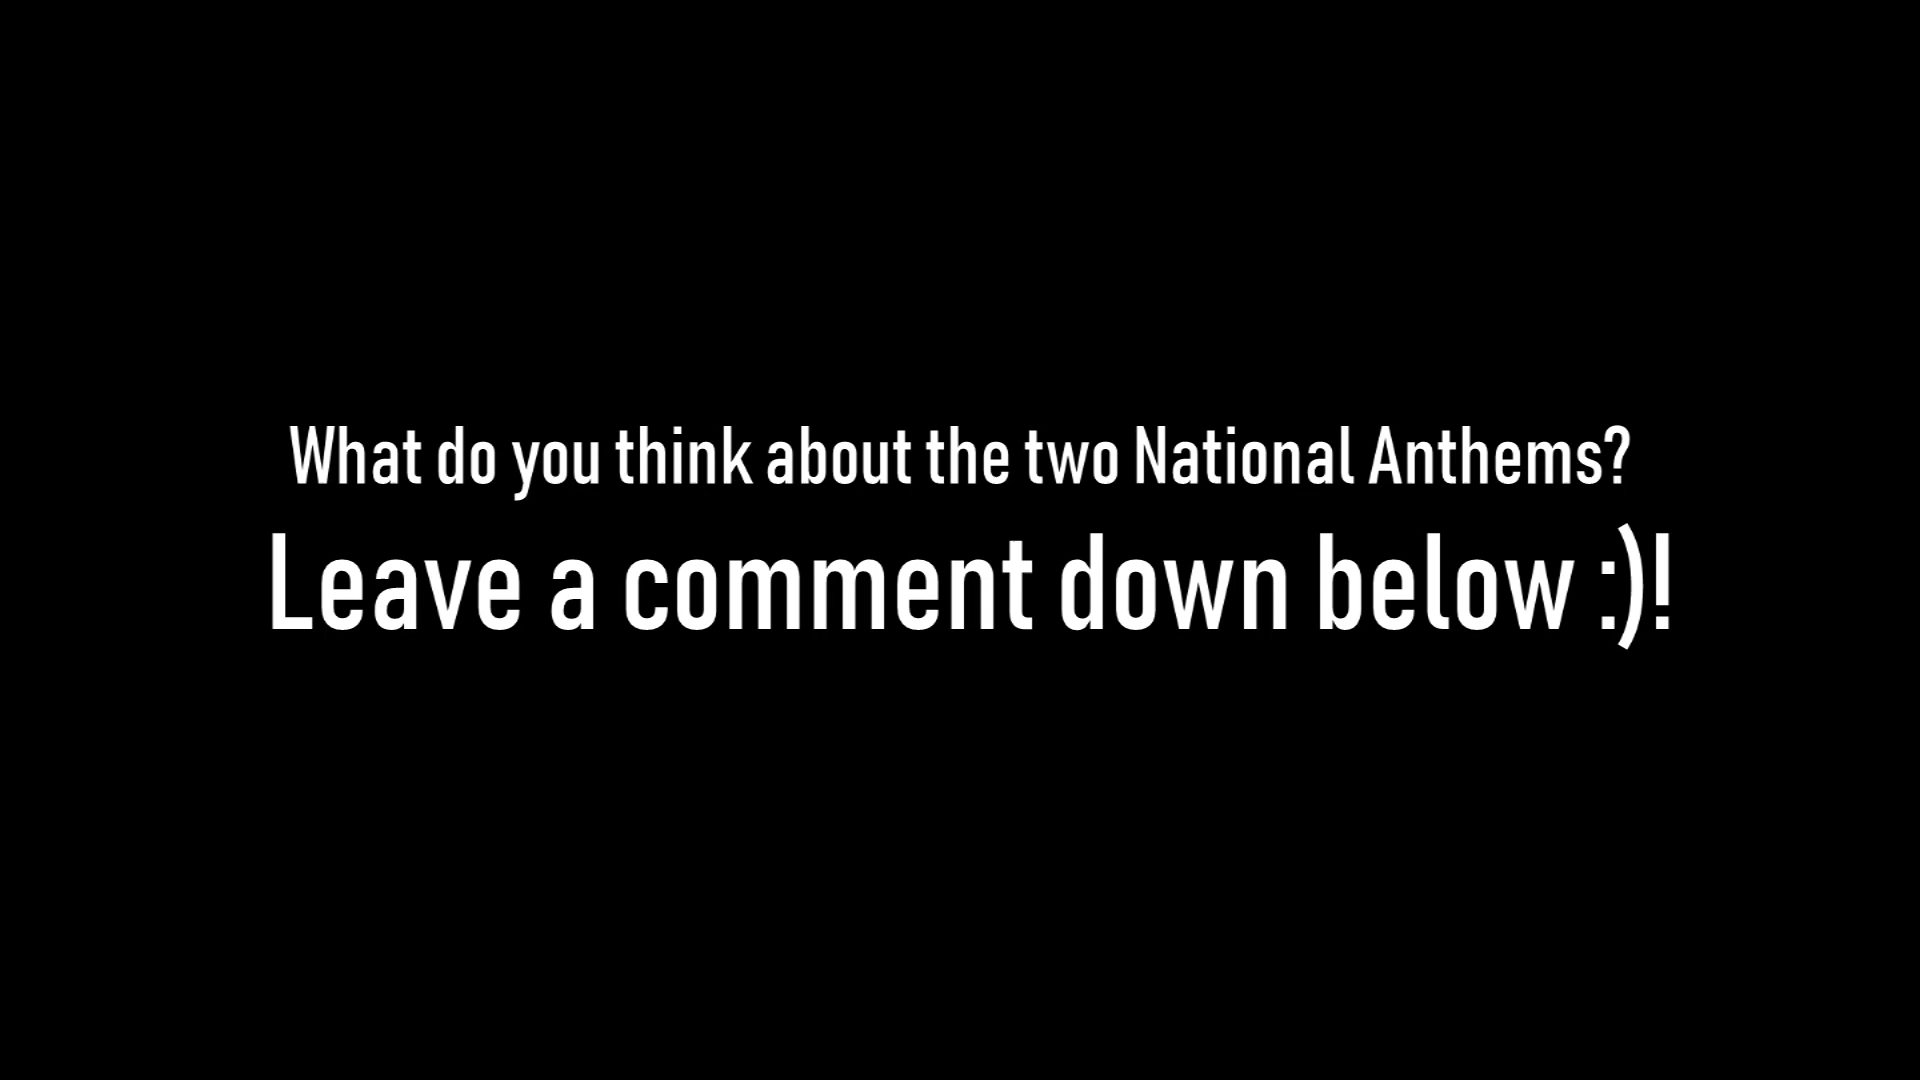 What do you think about the two National Anthems?
Leave a comment down below :)!